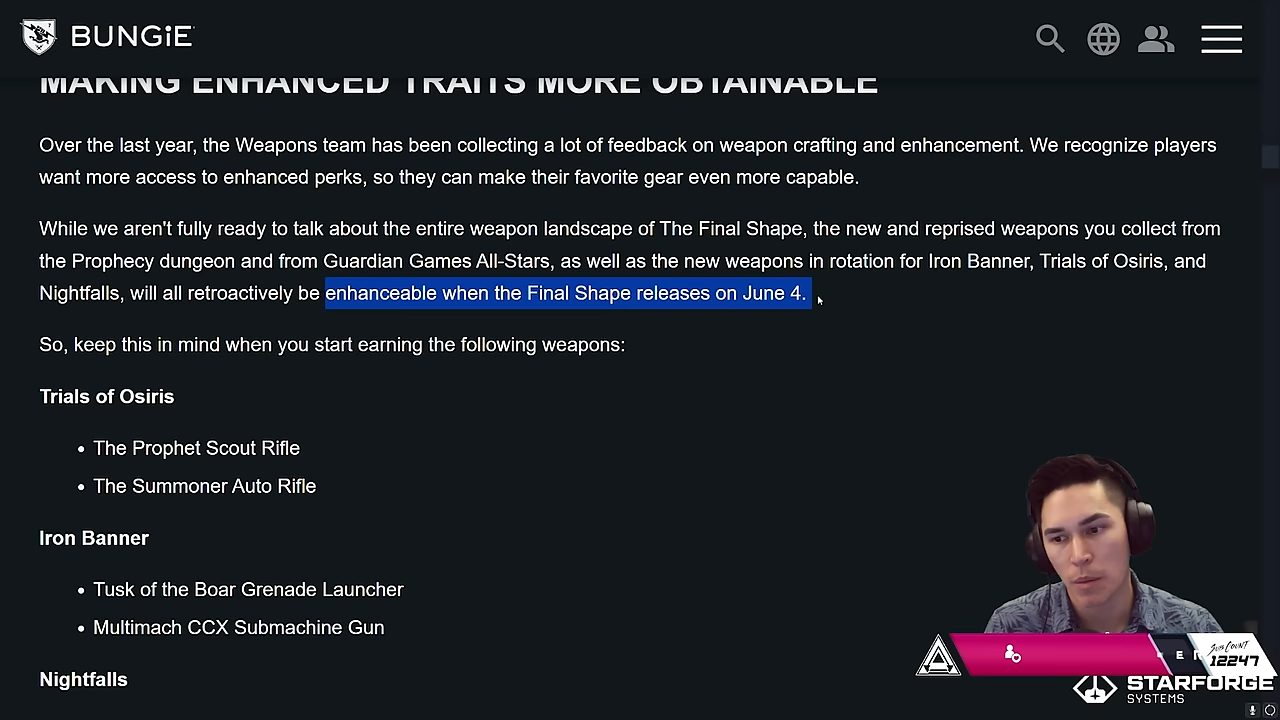 BUNGiE
MAKING ENHANCED TRAITS MORE OBTAINABLE
Over the last year, the Weapons team has been collecting a lot of feedback on weapon crafting and enhancement. We recognize players
want more access to enhanced perks, so they can make their favorite gear even more capable.
While we aren't fully ready to talk about the entire weapon landscape of The Final Shape, the new and reprised weapons you collect from
the Prophecy dungeon and from Guardian Games All-Stars, as well as the new weapons in rotation for Iron Banner, Trials of Osiris, and
Nightfalls, will all retroactively be enhanceable when the Final Shape releases on June 4.
So, keep this in mind when you start earning the following weapons:
Trials of Osiris
• The Prophet Scout Rifle
• The Summoner Auto Rifle
Iron Banner
• Tusk of the Boar Grenade Launcher
• Multimach CCX Submachine Gun
Nightfalls
SUB COUNT
12247
STARFORGE
SYSTEMS